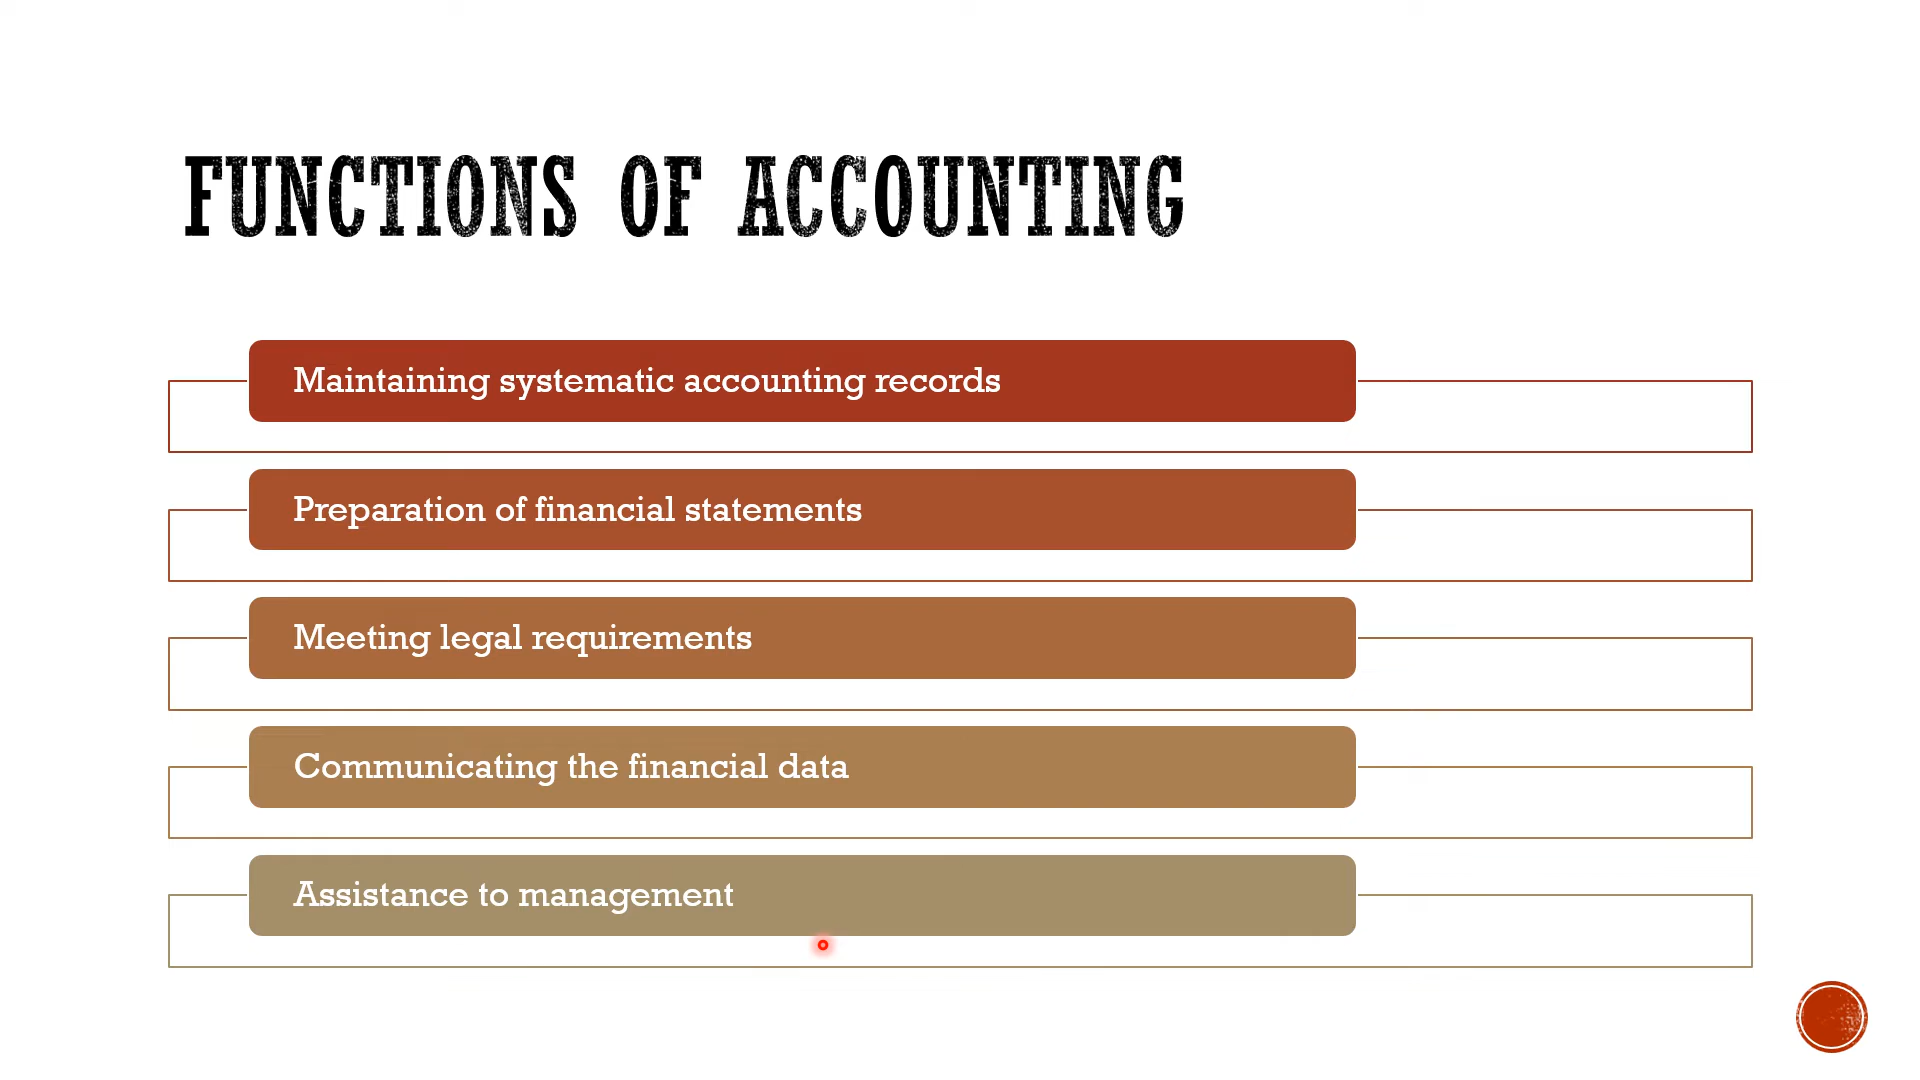 FUNCTIONS OF ACCOUNTING
Maintaining systematic accounting records
Preparation of financial statements
Meeting legal requirements
Communicating the financial data
Assistance to management